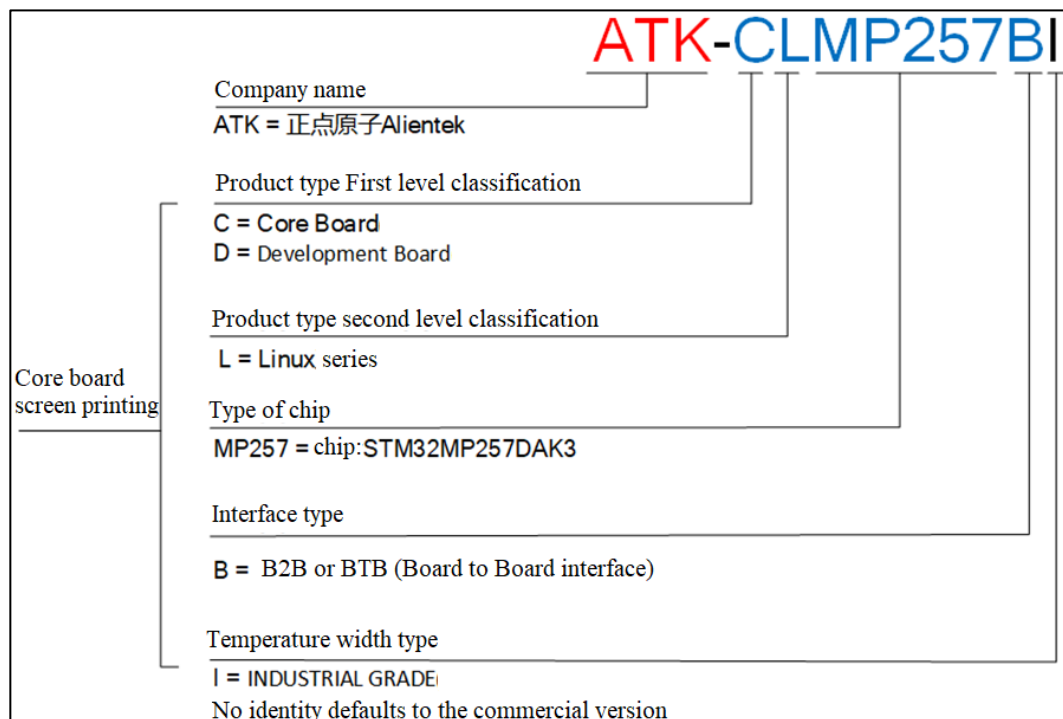 ATK-CLMP257BI
Company name
ATK = 正点原子Alientek
Product type First level classification
C = Core Board
D = Development Board
Product type second level classification
L = Linux series
Core board
screen printing
Type of chip
MP257 = chip:STM32MP257DAK3
Interface type
B = B2B or BTB (Board to Board interface)
Temperature width type
I = INDUSTRIAL GRADE
No identity defaults to the commercial version